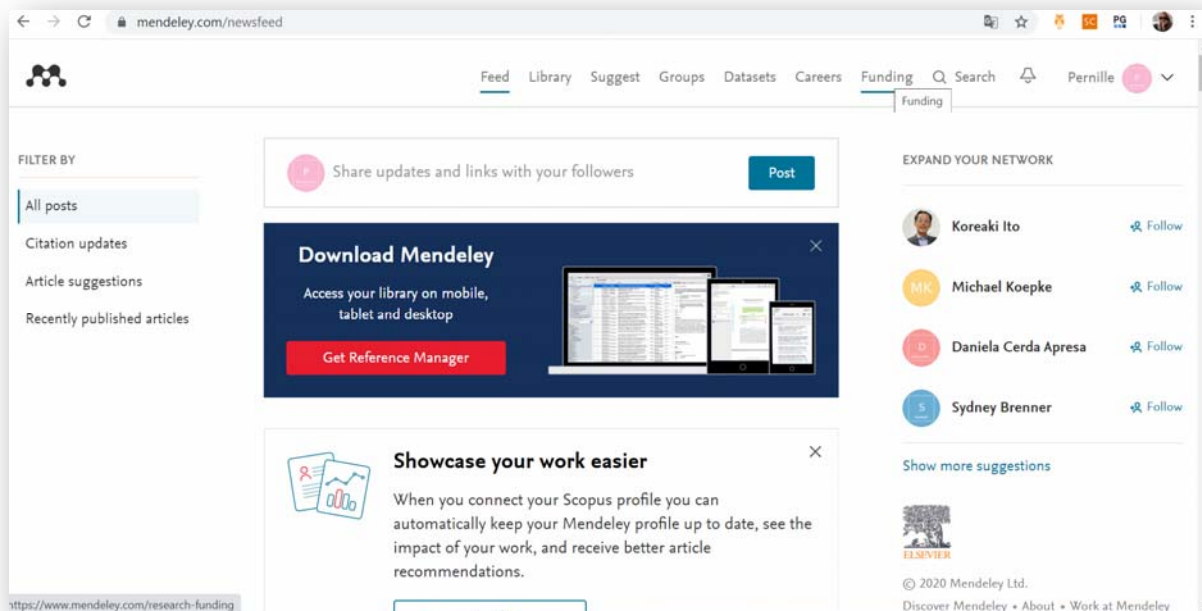 mendeley.com/newsfeed
SC
PG
Feed Library Suggest Groups Datasets Careers Funding Search Pernille
Funding
FILTER BY
All posts
Citation updates
Article suggestions
Recently published articles
P
Share updates and links with your followers
Post
Download Mendeley
Access your library on mobile,
tablet and desktop
Get Reference Manager
Showcase your work easier
When you connect your Scopus profile you can
automatically keep your Mendeley profile up to date, see the
impact of your work, and receive better article
recommendations.
EXPAND YOUR NETWORK
Koreaki Ito Follow
MK Michael Koepke Follow
D Daniela Cerda Apresa Follow
S Sydney Brenner Follow
Show more suggestions
ELSEVIER
© 2020 Mendeley Ltd.
Discover Mendeley • About • Work at Mendeley
https://www.mendeley.com/research-funding